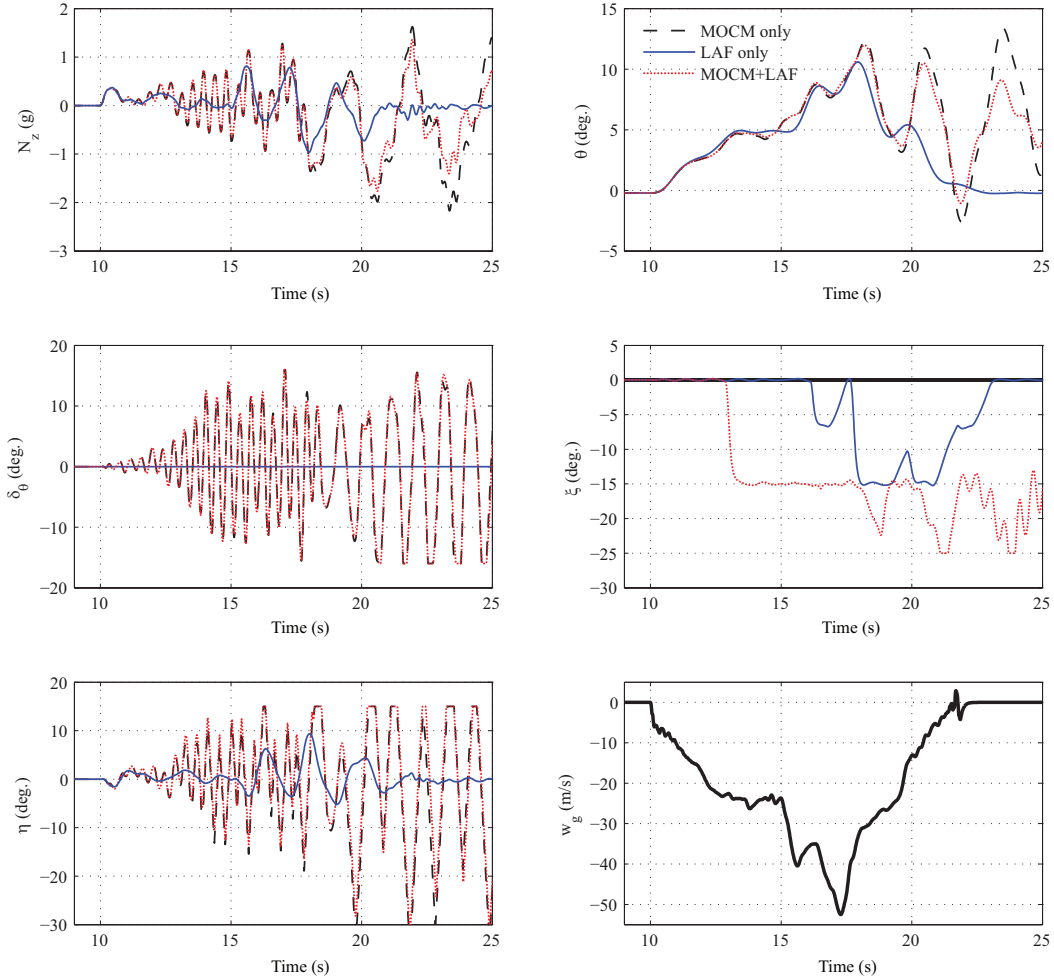 2
1
0
−1
−2
−3
N_z (g)
10 15 20 25
Time (s)
15
10
5
0
−5
θ (deg.)
MOCM only
LAF only
MOCM+LAF
10 15 20 25
Time (s)
20
10
0
−10
−20
δ_θ (deg.)
10 15 20 25
Time (s)
5
0
−5
−10
−15
−20
−25
−30
ξ (deg.)
10 15 20 25
Time (s)
20
10
0
−10
−20
−30
η (deg.)
10 15 20 25
Time (s)
0
−10
−20
−30
−40
−50
w_g (m/s)
10 15 20 25
Time (s)